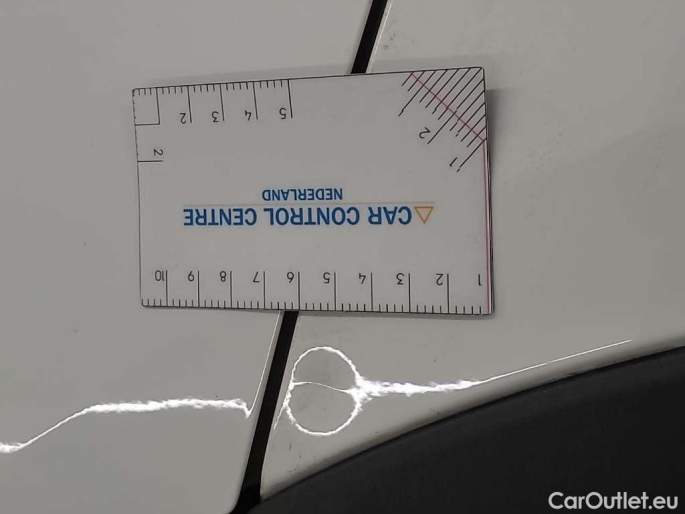 1 2 3 4 5 6 7 8 9 10
CAR CONTROL CENTRE
NEDERLAND
2
1
2
5 4 3 2
CarOutlet.eu